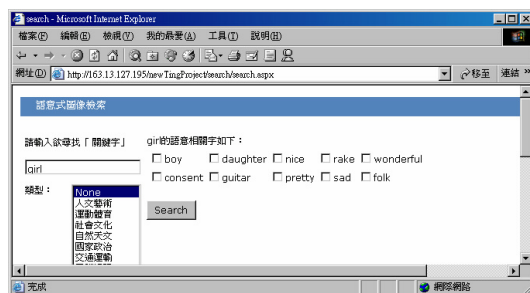 search - Microsoft Internet Explorer
檔案(F) 編輯(E) 檢視(V) 我的最愛(A) 工具(T) 說明(H)
網址(D) http://163.13.127.195/newTingProject/search/search.aspx 移至 連結 »
語意式圖像檢索
請輸入欲尋找「關鍵字」 girl的語意相關字如下：
boy daughter nice rake wonderful
girl
consent guitar pretty sad folk
類型： None
人文藝術
運動體育
社會文化
自然天文
國家政治
交通運輸
Search
完成 網際網路